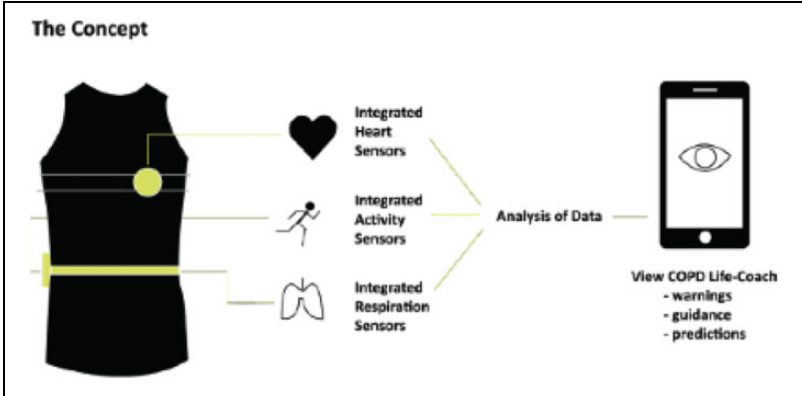 The Concept
Integrated
Heart
Sensors
Integrated
Activity
Sensors
Integrated
Respiration
Sensors
Analysis of Data
View COPD Life-Coach
- warnings
- guidance
- predictions